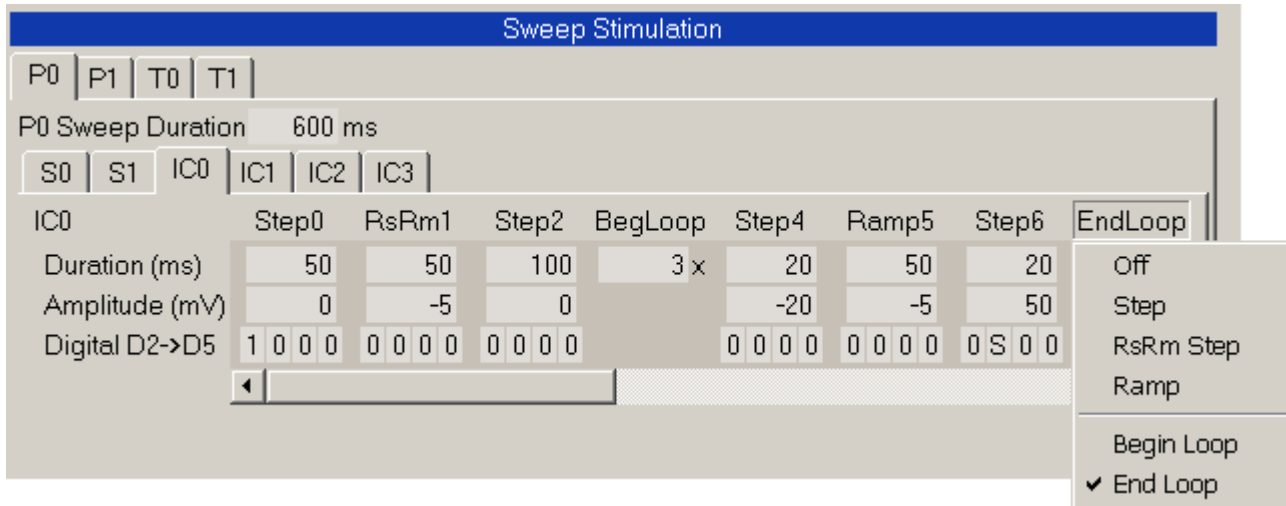 Sweep Stimulation
P0 P1 T0 T1
P0 Sweep Duration 600 ms
S0 S1 IC0 IC1 IC2 IC3
IC0 Step0 RsRm1 Step2 BegLoop Step4 Ramp5 Step6 EndLoop
Duration (ms) 50 50 100 3 x 20 50 20
Amplitude (mV) 0 -5 0 -20 -5 50
Digital D2->D5 1 0 0 0 0 0 0 0 0 0 0 0 0 0 0 0 0 0 0 0 0 S 0 0
Off
Step
RsRm Step
Ramp
Begin Loop
End Loop